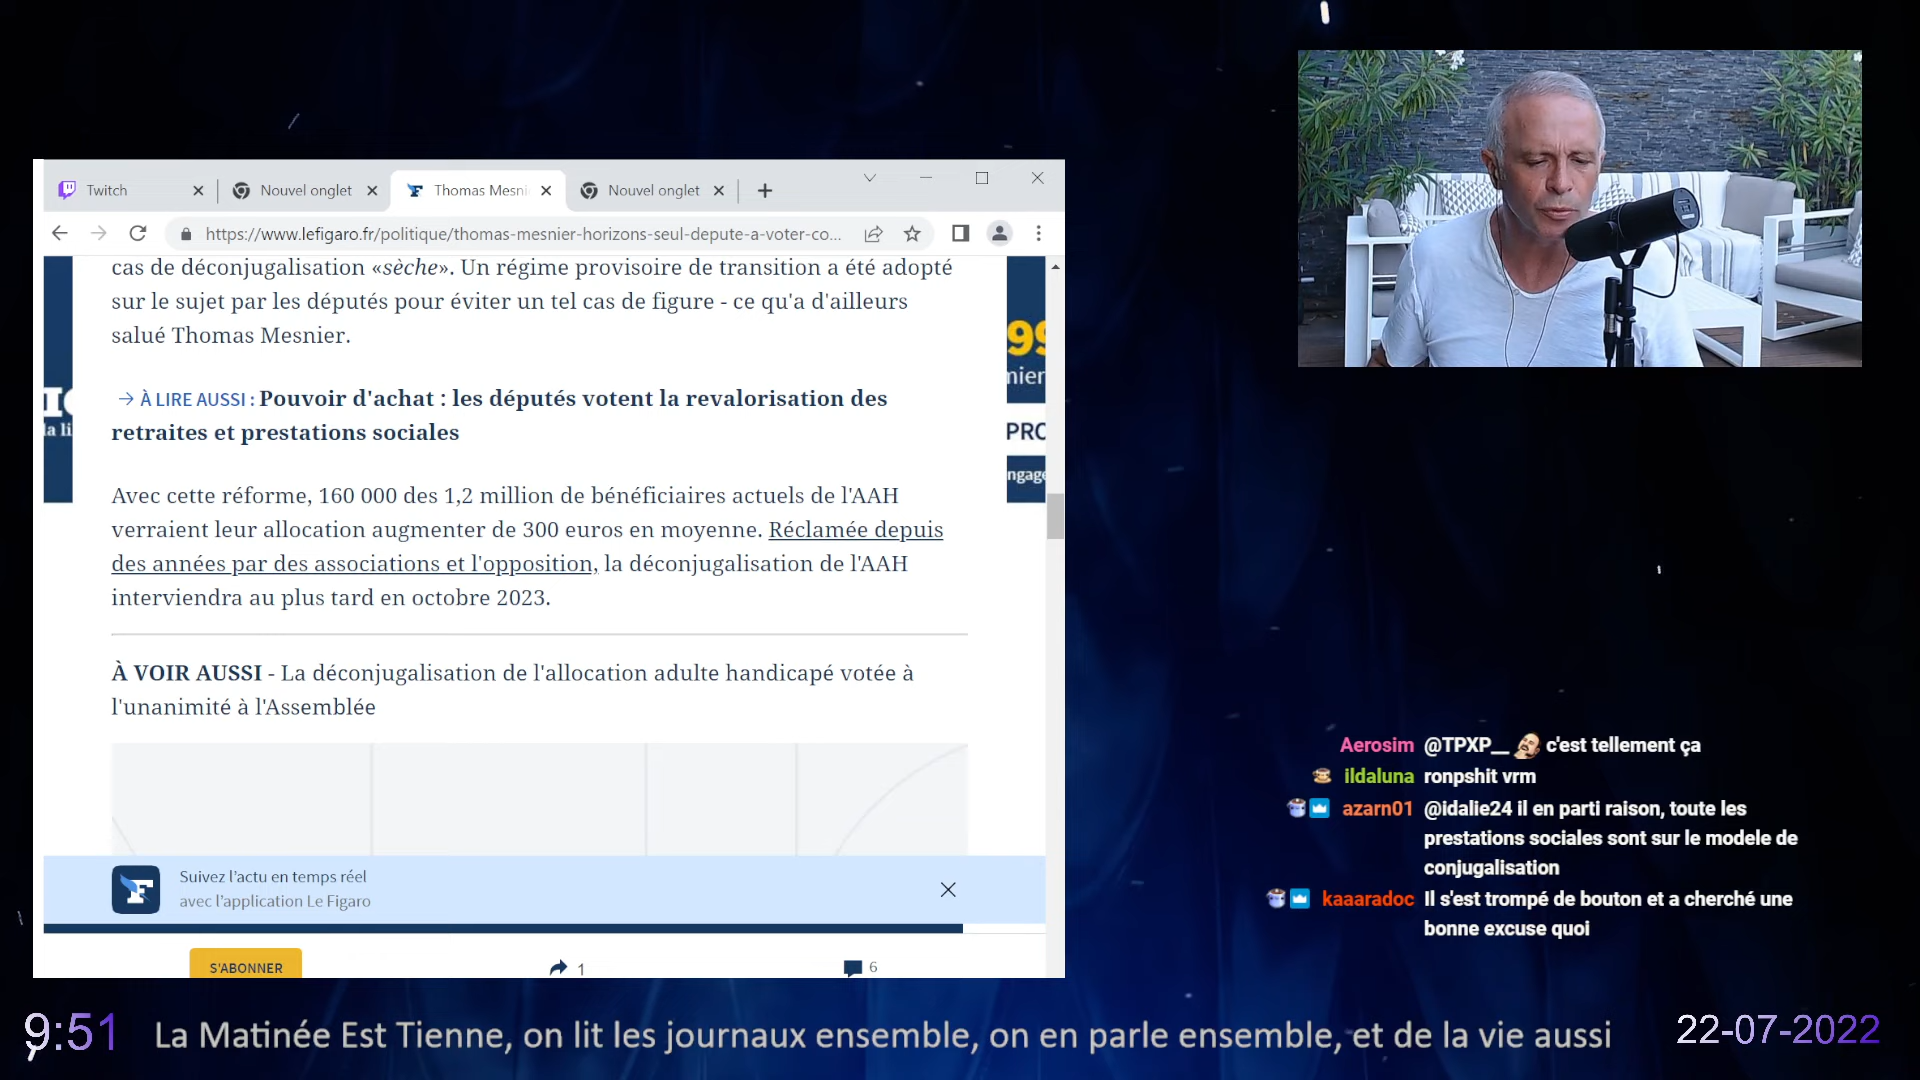 Twitch
Nouvel onglet
Thomas Mesni
Nouvel onglet
https://www.lefigaro.fr/politique/thomas-mesnier-horizons-seul-depute-a-voter-co...
cas de déconjugalisation «sèche». Un régime provisoire de transition a été adopté
sur le sujet par les députés pour éviter un tel cas de figure - ce qu'a d'ailleurs
salué Thomas Mesnier.
→ À LIRE AUSSI : Pouvoir d'achat : les députés votent la revalorisation des
retraites et prestations sociales
Avec cette réforme, 160 000 des 1,2 million de bénéficiaires actuels de l'AAH
verraient leur allocation augmenter de 300 euros en moyenne. Réclamée depuis
des années par des associations et l'opposition, la déconjugalisation de l'AAH
interviendra au plus tard en octobre 2023.
À VOIR AUSSI - La déconjugalisation de l'allocation adulte handicapé votée à
l'unanimité à l'Assemblée
la li
99
mier
PRO
ngage
Suivez l'actu en temps réel
avec l'application Le Figaro
S'ABONNER
1
6
Aerosim @TPXP__ c'est tellement ça
ildaluna ronpshit vrm
azarn01 @idalie24 il en parti raison, toute les
prestations sociales sont sur le modele de
conjugalisation
kaaaradoc Il s'est trompé de bouton et a cherché une
bonne excuse quoi
9:51
La Matinée Est Tienne, on lit les journaux ensemble, on en parle ensemble, et de la vie aussi
22-07-2022